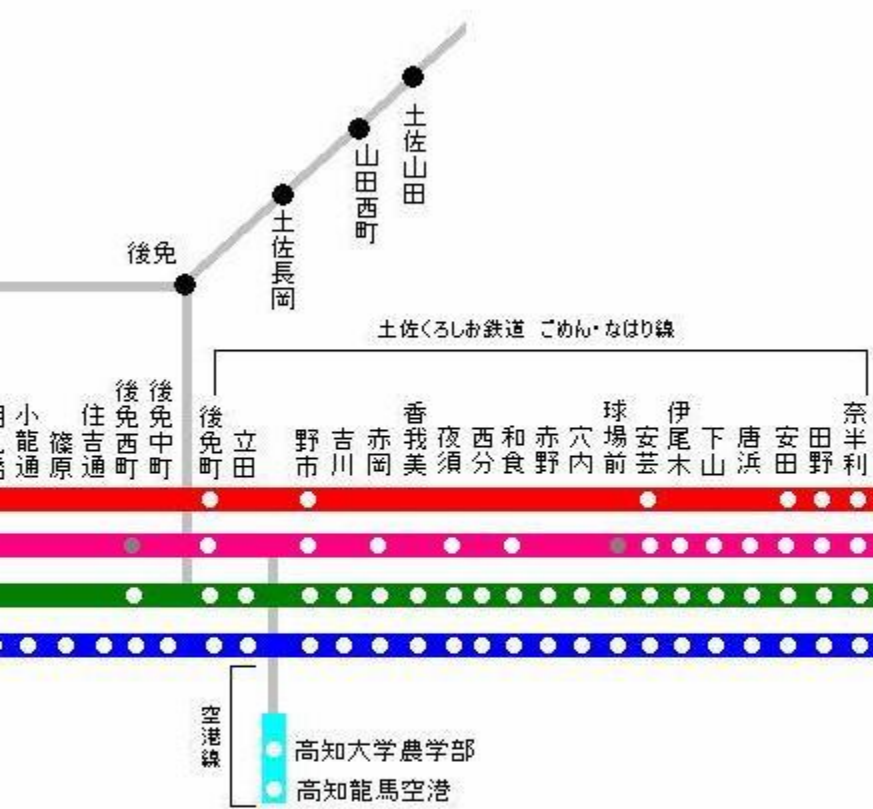 土佐山田
山田西町
土佐長岡
後免
土佐くろしお鉄道 ごめん・なはり線
小龍通
篠原
住吉通
後免西町
後免中町
後免町
立田
野市
吉川
赤岡
香我美
夜須
西分
和食
赤野
穴内
球場前
安芸
伊尾木
下山
唐浜
安田
田野
奈半利
空港線
高知大学農学部
高知龍馬空港